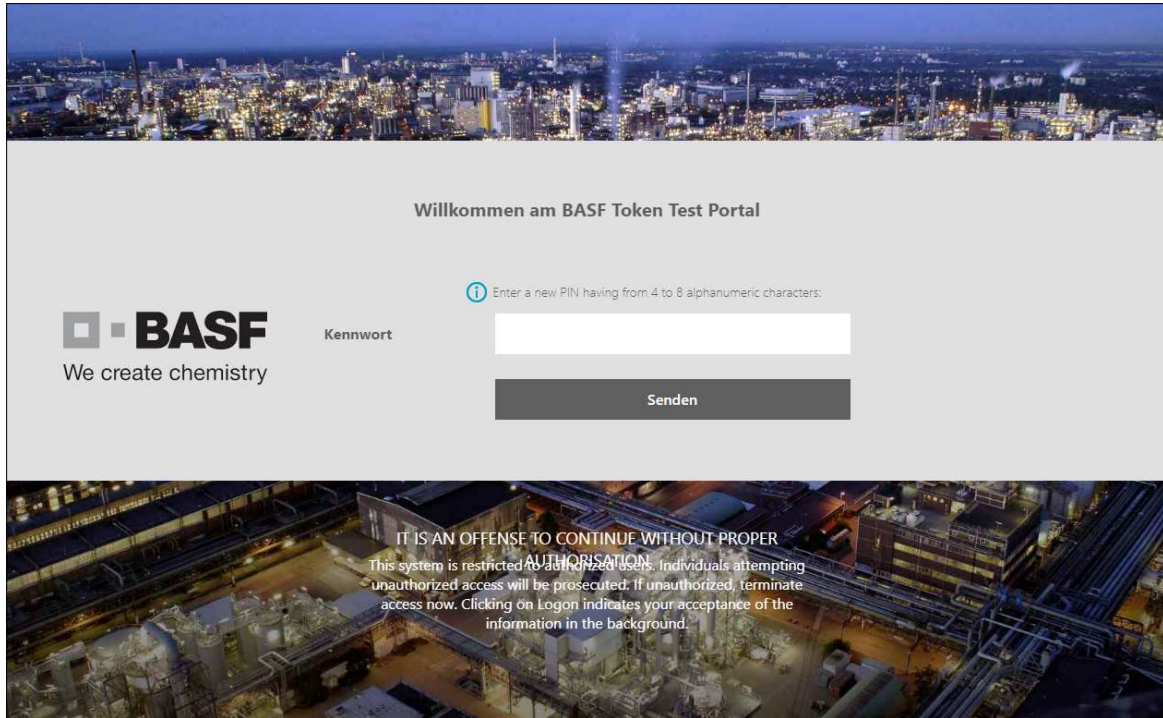 Willkommen am BASF Token Test Portal
Enter a new PIN having from 4 to 8 alphanumeric characters:
BASF
We create chemistry
Kennwort
Senden
IT IS AN OFFENSE TO CONTINUE WITHOUT PROPER
AUTHORISATION
This system is restricted to authorized users. Individuals attempting
unauthorized access will be prosecuted. If unauthorized, terminate
access now. Clicking on Logon indicates your acceptance of the
information in the background.